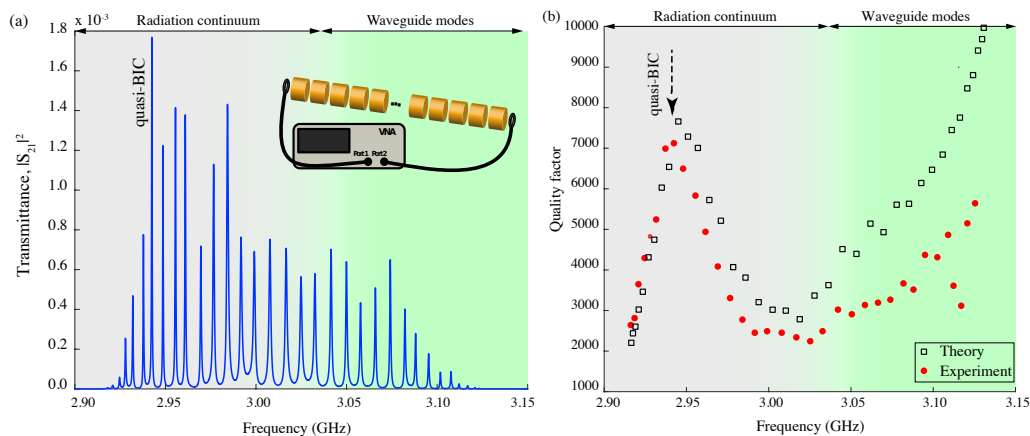 (a)
x 10⁻³
Radiation continuum
Waveguide modes
1.8
1.6
1.4
1.2
1.0
0.8
0.6
0.4
0.2
0.0
Transmittance, |S₂₁|²
quasi-BIC
VNA
Port1 Port2
2.90 2.95 3.00 3.05 3.10 3.15
Frequency (GHz)
(b)
Radiation continuum
Waveguide modes
10000
9000
8000
7000
6000
5000
4000
3000
2000
1000
Quality factor
quasi-BIC
Theory
Experiment
2.90 2.95 3.00 3.05 3.10 3.15
Frequency (GHz)